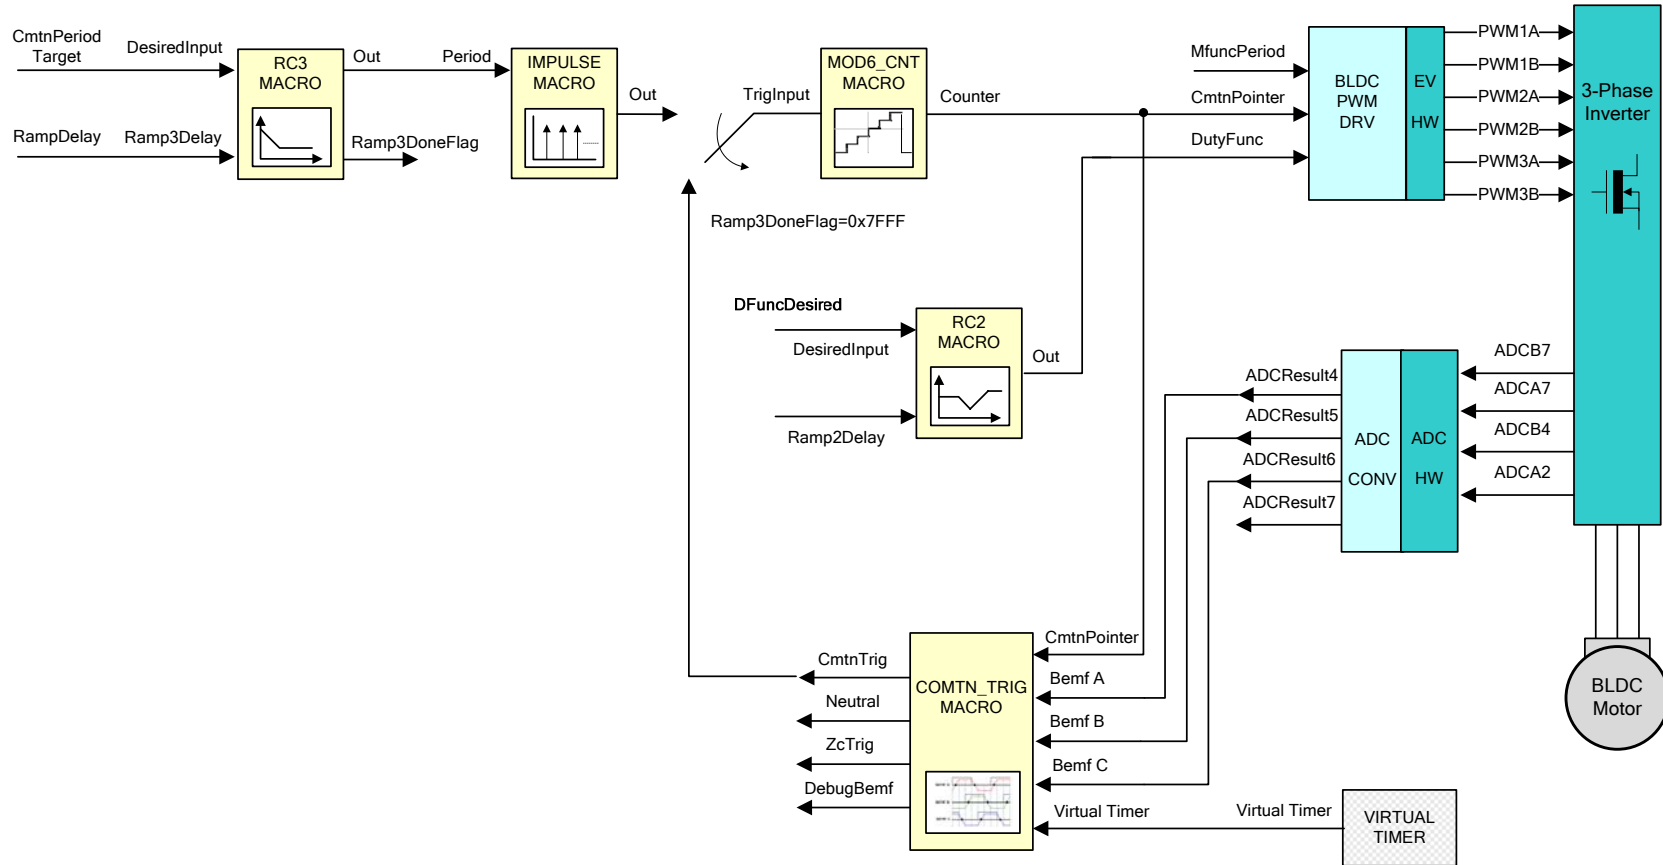 CmtnPeriod
Target
DesiredInput
RC3
MACRO
Out
Period
IMPULSE
MACRO
Out
RampDelay
Ramp3Delay
Ramp3DoneFlag
TrigInput
MOD6_CNT
MACRO
Counter
Ramp3DoneFlag=0x7FFF
MfuncPeriod
CmtnPointer
DutyFunc
BLDC
PWM
DRV
EV
HW
PWM1A
PWM1B
PWM2A
PWM2B
PWM3A
PWM3B
3-Phase
Inverter
DFuncDesired
DesiredInput
Ramp2Delay
RC2
MACRO
Out
ADCResult4
ADCResult5
ADCResult6
ADCResult7
ADC
CONV
ADC
HW
ADCB7
ADCA7
ADCB4
ADCA2
CmtnTrig
Neutral
ZcTrig
DebugBemf
COMTN_TRIG
MACRO
CmtnPointer
Bemf A
Bemf B
Bemf C
Virtual Timer
Virtual Timer
VIRTUAL
TIMER
BLDC
Motor